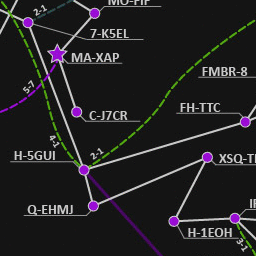 MO-FIF
2-1
7-K5EL
MA-XAP
FMBR-8
5-7
FH-TTC
C-J7CR
4-1
H-5GUI
2-1
XSQ-T
Q-EHMJ
H-1EOH
3-1